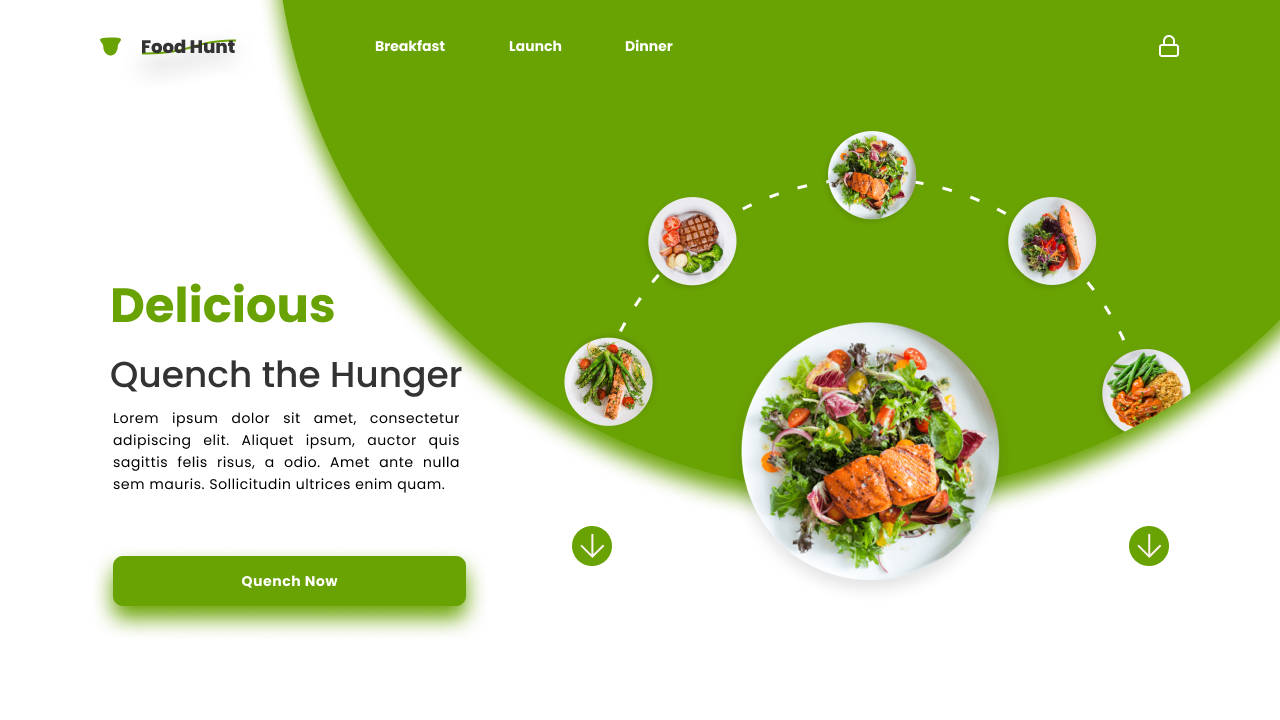 Food Hunt
Breakfast
Launch
Dinner
Delicious
Quench the Hunger
Lorem ipsum dolor sit amet, consectetur
adipiscing elit. Aliquet ipsum, auctor quis
sagittis felis risus, a odio. Amet ante nulla
sem mauris. Sollicitudin ultrices enim quam.
Quench Now